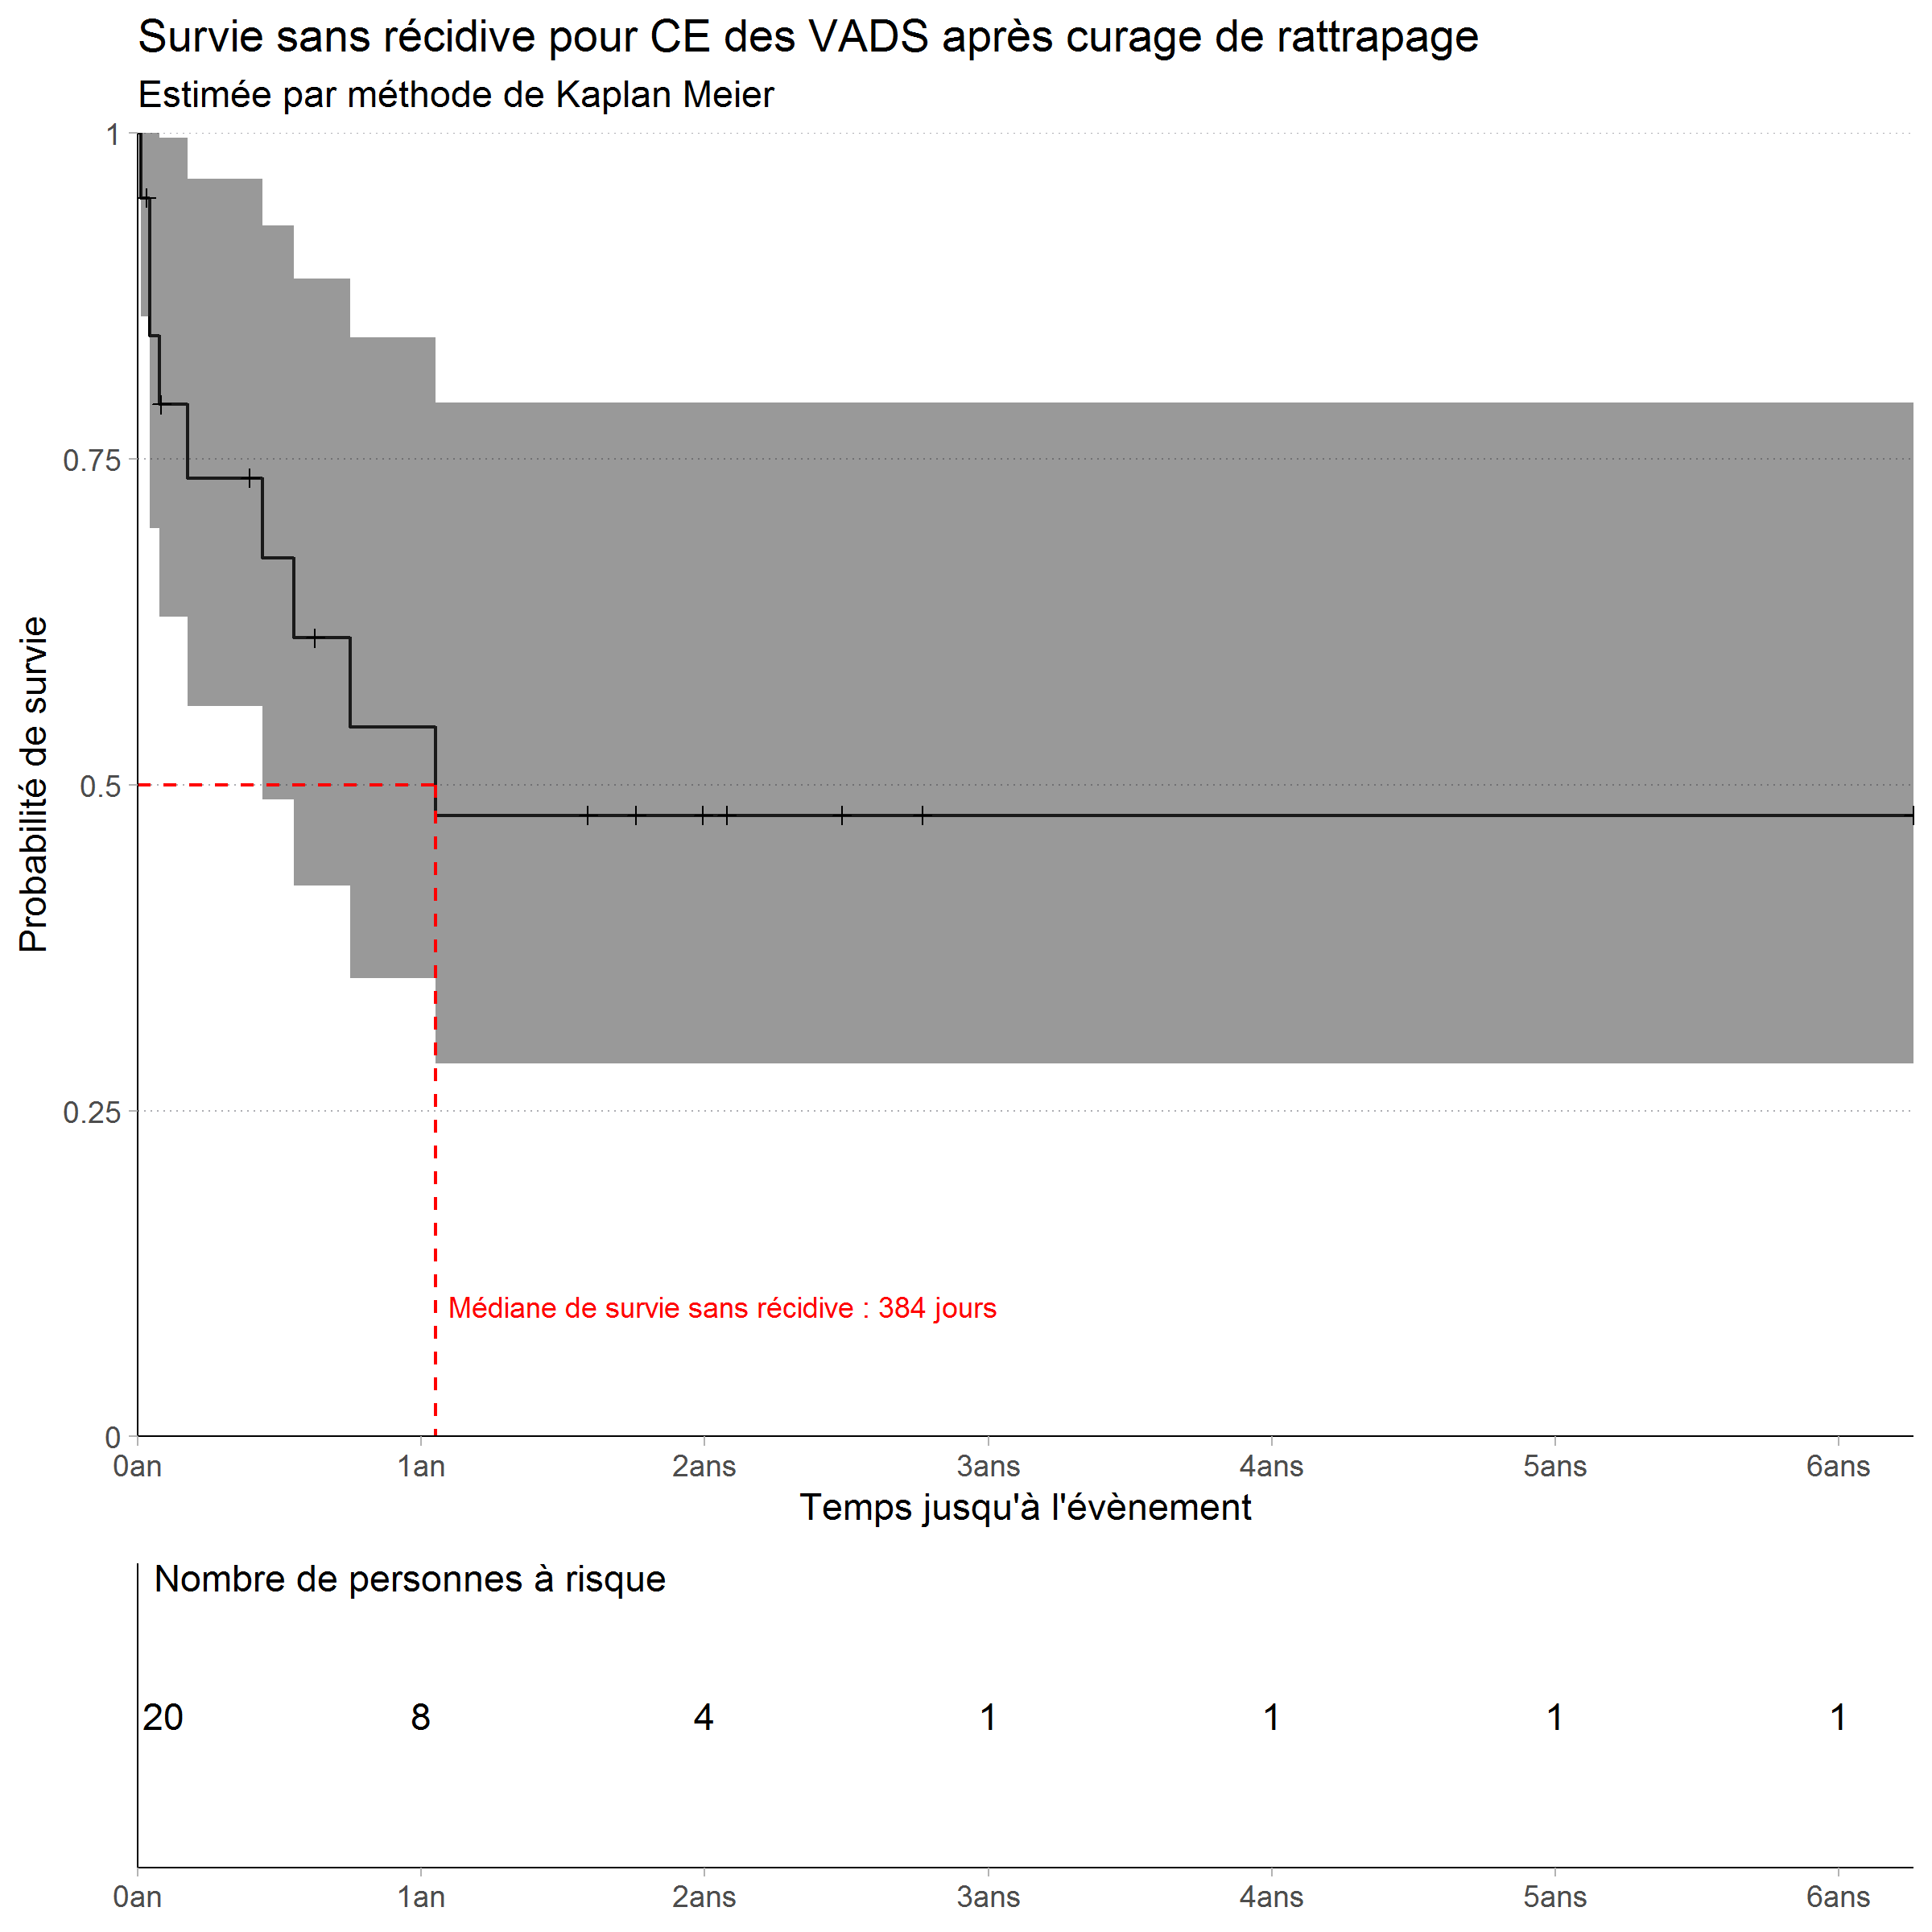 Survie sans récidive pour CE des VADS après curage de rattrapage
Estimée par méthode de Kaplan Meier
1
0.75
0.5
0.25
0
Probabilité de survie
Médiane de survie sans récidive : 384 jours
0an 1an 2ans 3ans 4ans 5ans 6ans
Temps jusqu'à l'évènement
Nombre de personnes à risque
20 8 4 1 1 1 1
0an 1an 2ans 3ans 4ans 5ans 6ans